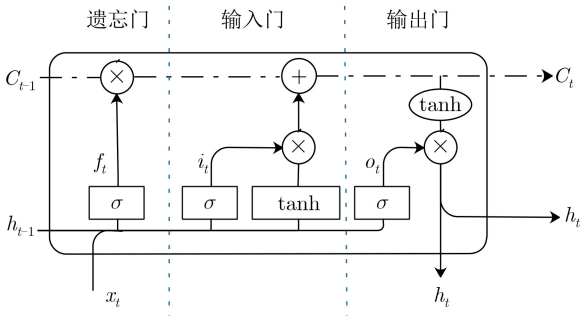 遗忘门 输入门 输出门
C_{t-1} × + C_t
tanh
f_t i_t × o_t ×
σ σ tanh σ
h_{t-1} h_t
x_t h_t